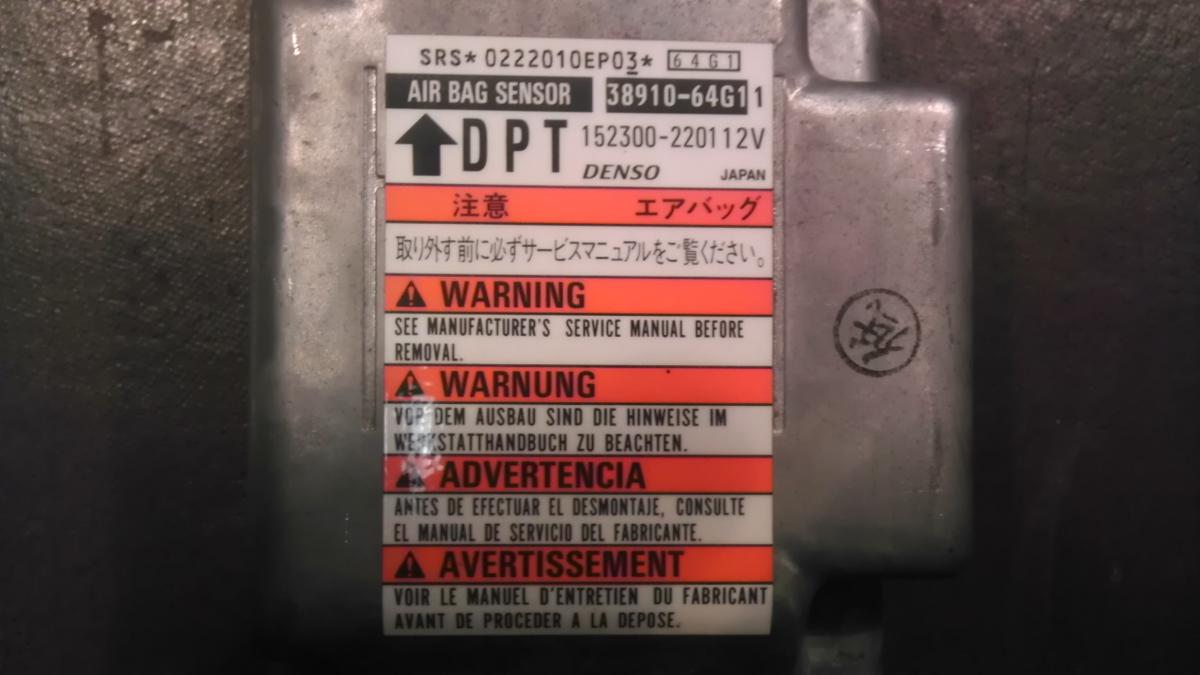 SRS* 0222010EP03* 64G1
AIR BAG SENSOR 38910-64G11
DPT 152300-2201 12V
DENSO JAPAN
注意 エアバッグ
取り外す前に必ずサービスマニュアルをご覧ください。
WARNING
SEE MANUFACTURER'S SERVICE MANUAL BEFORE
REMOVAL.
WARNUNG
VOR DEM AUSBAU SIND DIE HINWEISE IM
WERKSTATTHANDBUCH ZU BEACHTEN.
ADVERTENCIA
ANTES DE EFECTUAR EL DESMONTAJE, CONSULTE
EL MANUAL DE SERVICIO DEL FABRICANTE.
AVERTISSEMENT
VOIR LE MANUEL D'ENTRETIEN DU FABRICANT
AVANT DE PROCEDER A LA DEPOSE.